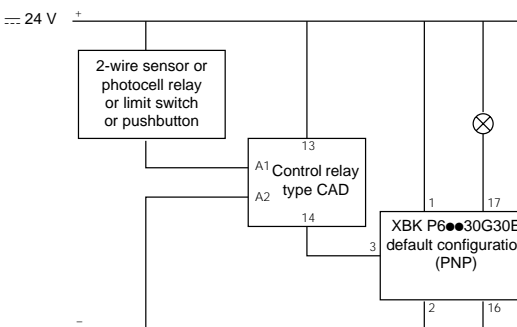 24 V
+
2-wire sensor or
photocell relay
or limit switch
or pushbutton
13
A1
Control relay
type CAD
A2
14
1
17
XBK P6●●30G30E
default configuratio
(PNP)
3
2
16
–